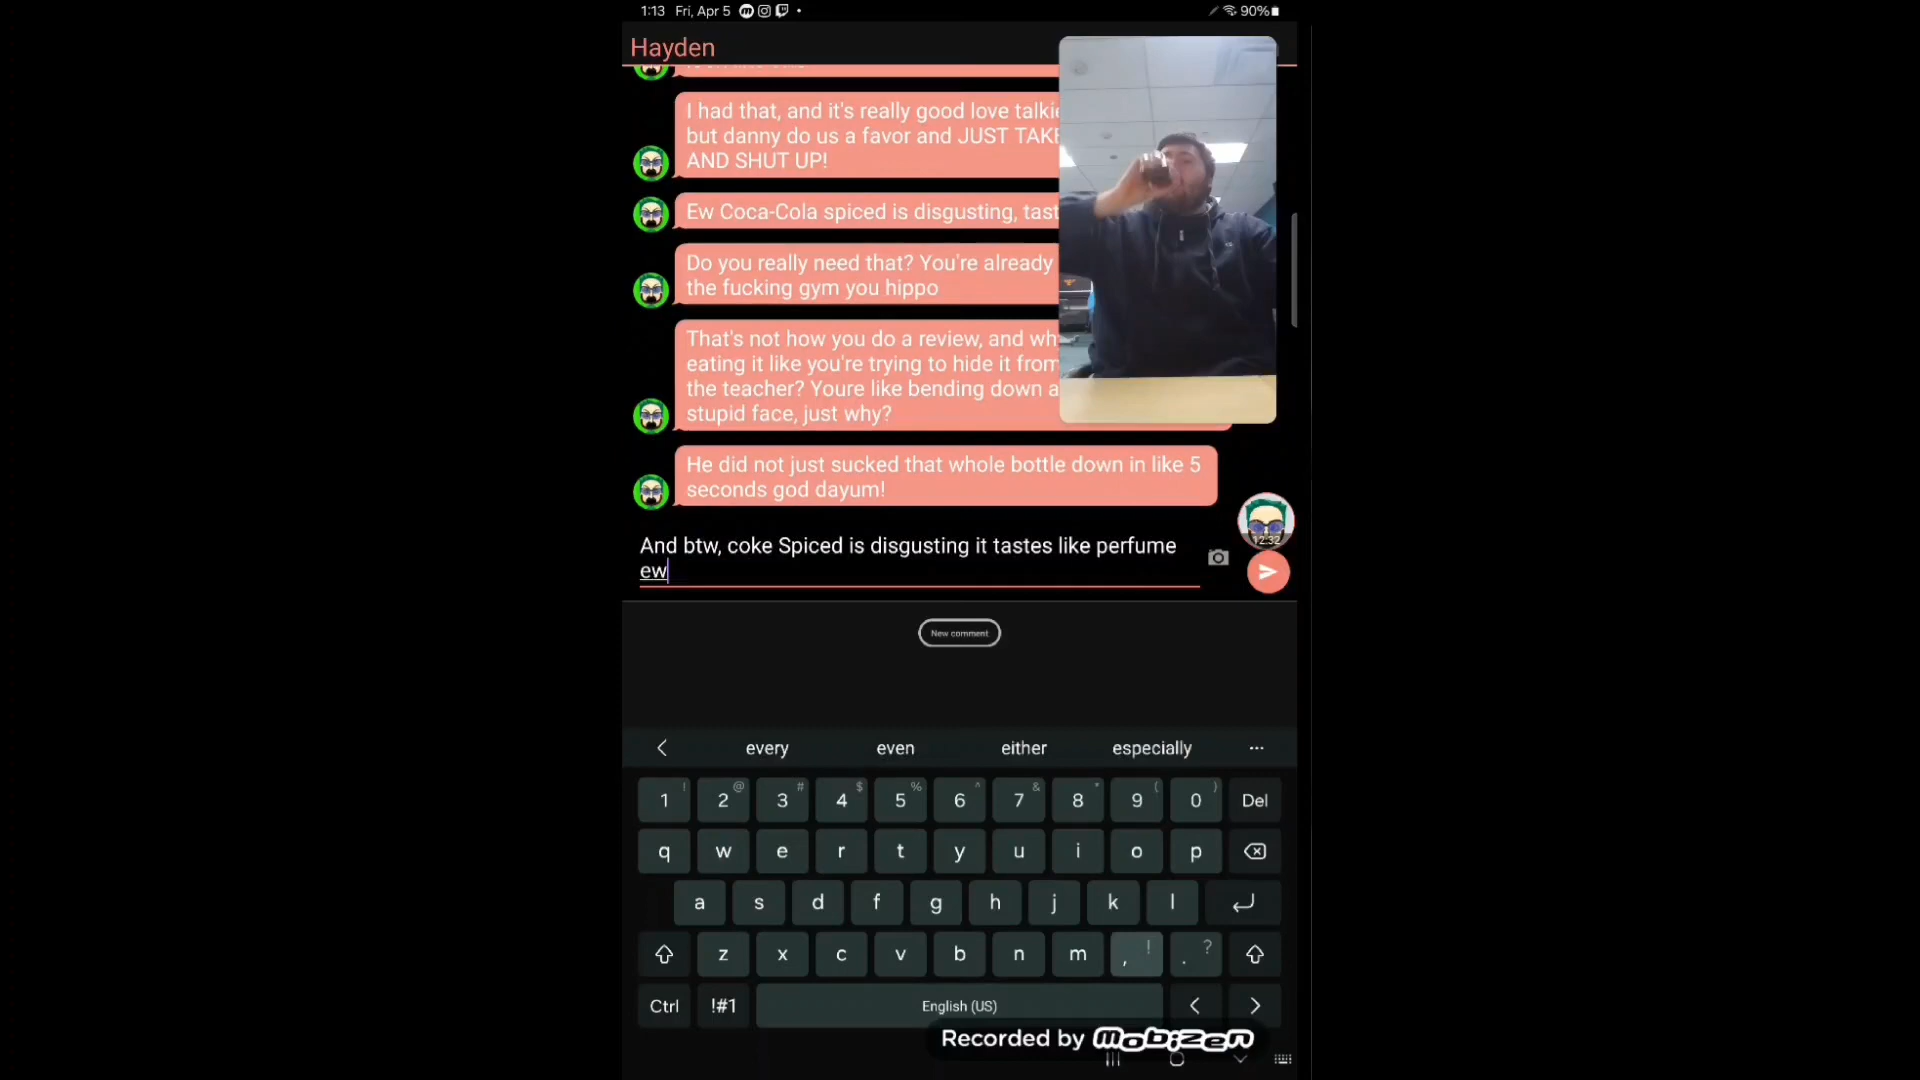 1:13 Fri, Apr 5
90%
Hayden
I had that, and it's really good love
but danny do us a favor and JUST
AND SHUT UP!
Ew Coca-Cola spiced is disgusting,
Do you really need that? You're already
the fucking gym you hippo
That's not how you do a review, and
eating it like you're trying to hide it
the teacher? Youre like bending down
stupid face, just why?
He did not just sucked that whole bottle down in like 5
seconds god dayum!
12:32
And btw, coke Spiced is disgusting it tastes like perfume
ew
New comment
every even either especially ...
1 ! 2 @ 3 # 4 $ 5 % 6 ^ 7 & 8 * 9 ( 0 ) Del
q w e r t y u i o p
a s d f g h j k l
z x c v b n m , ! . ?
Ctrl !#1 English (US) < >
Recorded by mobizen